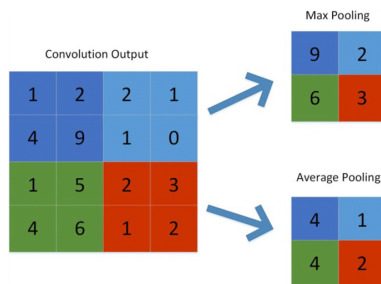 Max Pooling
9 2
6 3
Convolution Output
1 2 2 1
4 9 1 0
1 5 2 3
4 6 1 2
Average Pooling
4 1
4 2